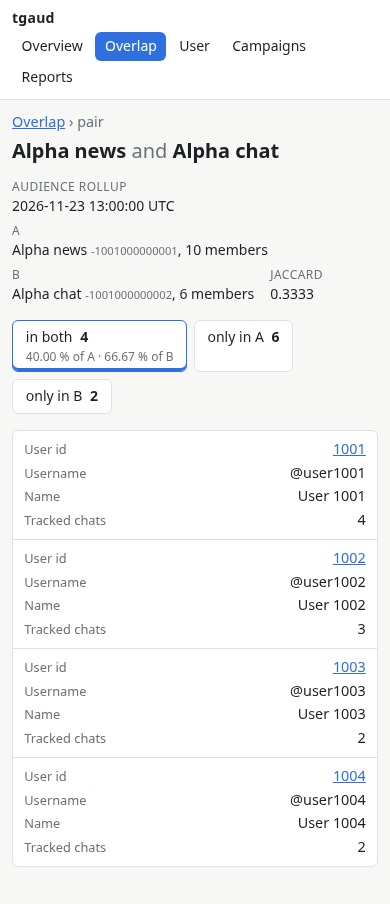 tgaud
Overview Overlap User Campaigns
Reports
Overlap › pair
Alpha news and Alpha chat
AUDIENCE ROLLUP
2026-11-23 13:00:00 UTC
A
Alpha news -1001000000001, 10 members
B JACCARD
Alpha chat -1001000000002, 6 members 0.3333
in both 4 only in A 6
40.00 % of A · 66.67 % of B
only in B 2
User id 1001
Username @user1001
Name User 1001
Tracked chats 4
User id 1002
Username @user1002
Name User 1002
Tracked chats 3
User id 1003
Username @user1003
Name User 1003
Tracked chats 2
User id 1004
Username @user1004
Name User 1004
Tracked chats 2